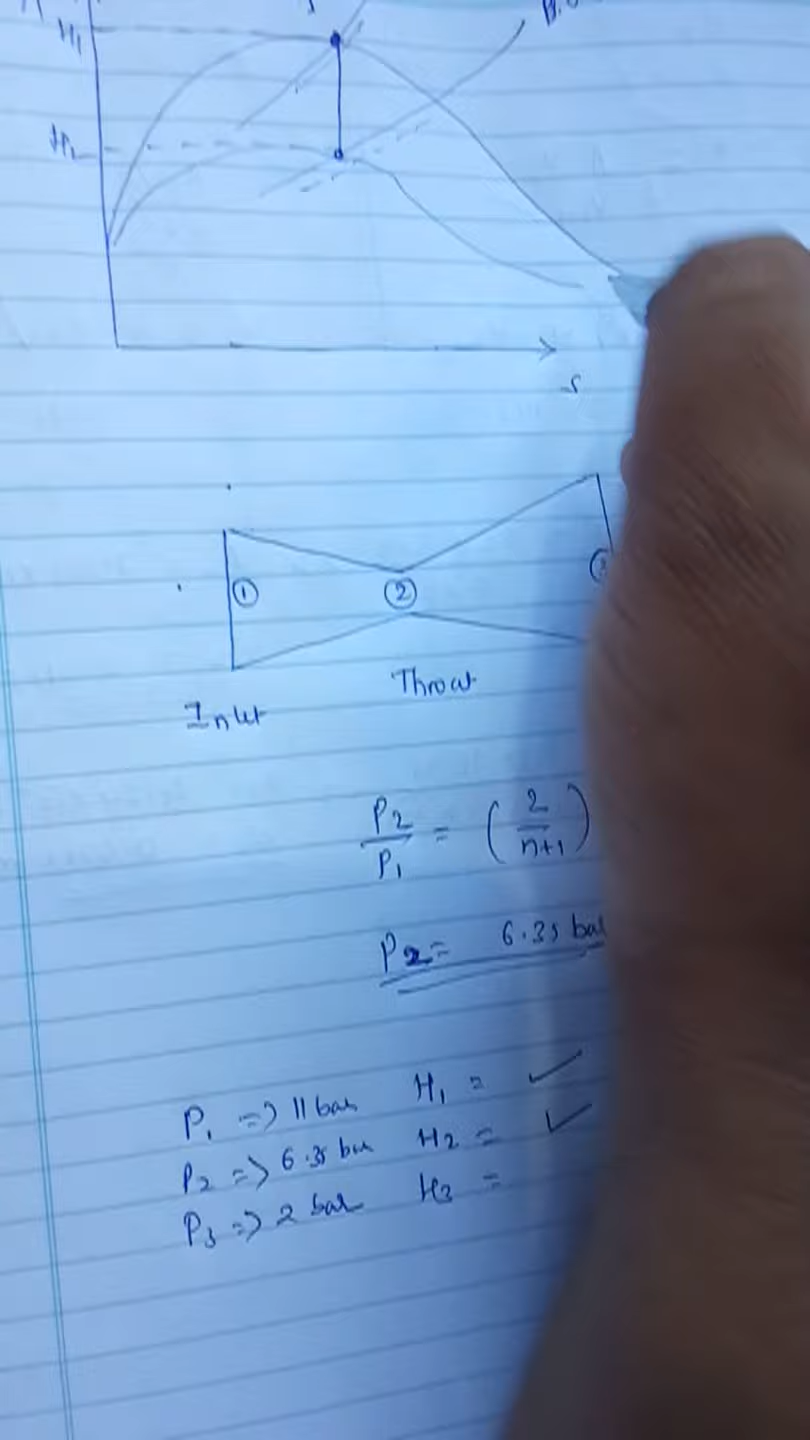 H1
H2
S
① ②
Throat
Inlet
P2/P1 = (2/n+1)
P2 = 6.35 bar
P1 => 11 bar H1 = ✓
P2 => 6.35 bar H2 = ✓
P3 => 2 bar H3 =